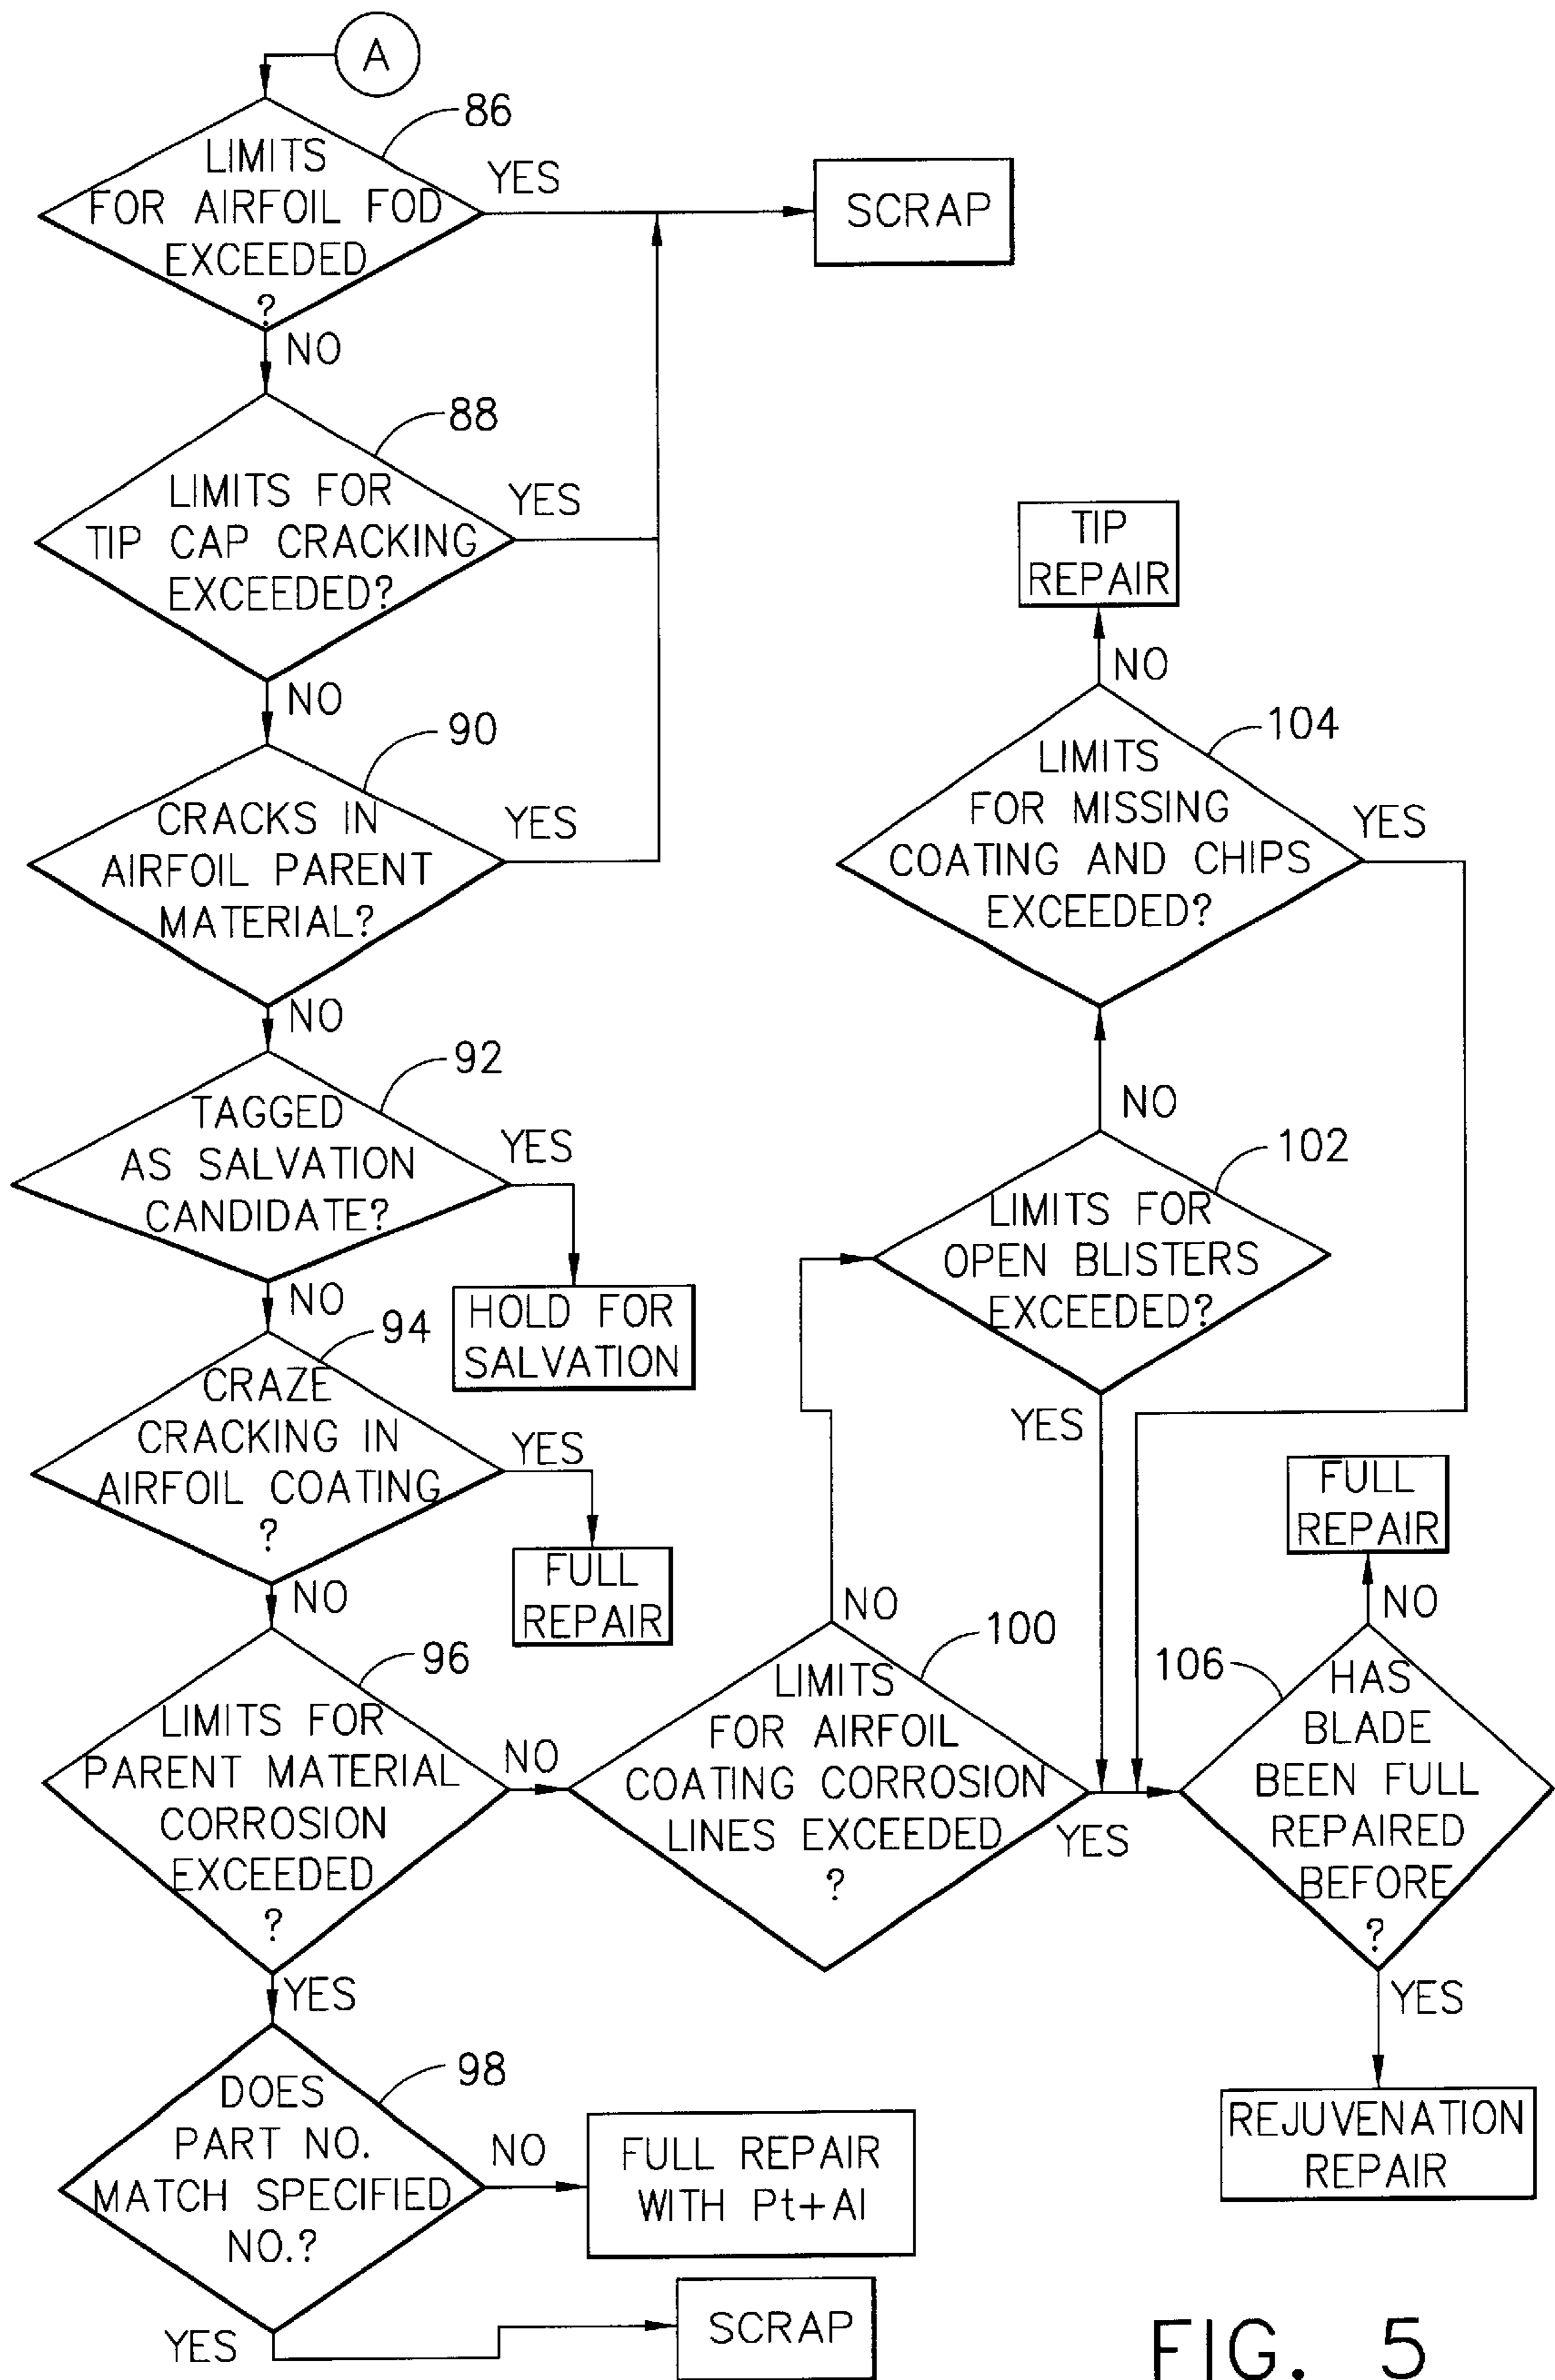 A
86
LIMITS
FOR AIRFOIL FOD
EXCEEDED
?
YES
SCRAP
NO
88
LIMITS FOR
TIP CAP CRACKING
EXCEEDED?
YES
NO
90
CRACKS IN
AIRFOIL PARENT
MATERIAL?
YES
NO
92
TAGGED
AS SALVATION
CANDIDATE?
YES
HOLD FOR
SALVATION
NO
94
CRAZE
CRACKING IN
AIRFOIL COATING
?
YES
FULL
REPAIR
NO
96
LIMITS FOR
PARENT MATERIAL
CORROSION
EXCEEDED
?
NO
YES
98
DOES
PART NO.
MATCH SPECIFIED
NO.?
NO
FULL REPAIR
WITH Pt+Al
YES
SCRAP
100
LIMITS
FOR AIRFOIL
COATING CORROSION
LINES EXCEEDED
?
NO
YES
102
LIMITS FOR
OPEN BLISTERS
EXCEEDED?
NO
YES
104
LIMITS
FOR MISSING
COATING AND CHIPS
EXCEEDED?
YES
NO
TIP
REPAIR
106
HAS
BLADE
BEEN FULL
REPAIRED
BEFORE
?
NO
FULL
REPAIR
YES
REJUVENATION
REPAIR
FIG. 5